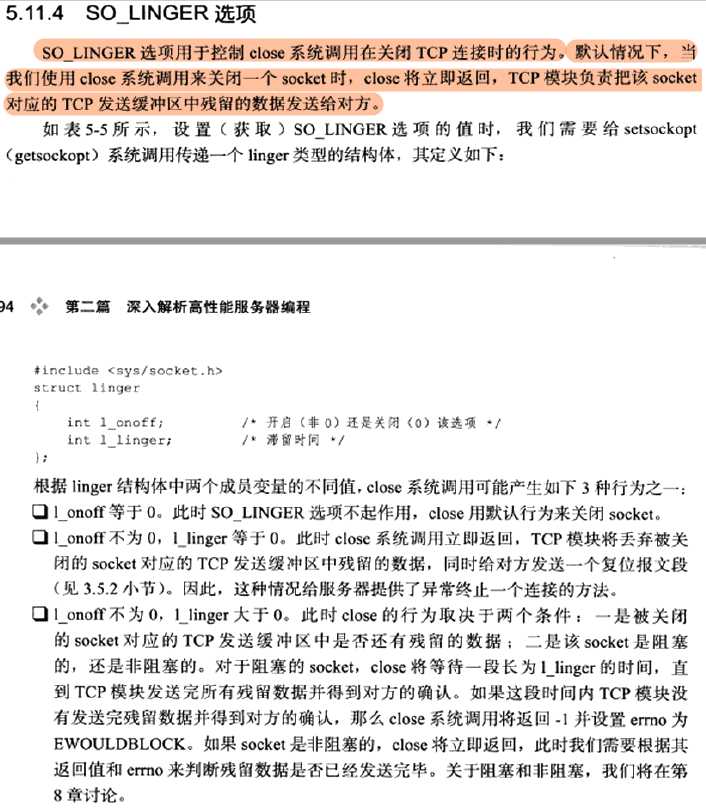 5.11.4 SO_LINGER 选项
SO_LINGER 选项用于控制 close 系统调用在关闭 TCP 连接时的行为。默认情况下，当
我们使用 close 系统调用来关闭一个 socket 时，close 将立即返回，TCP 模块负责把该 socket
对应的 TCP 发送缓冲区中残留的数据发送给对方。
如表 5-5 所示，设置（获取）SO_LINGER 选项的值时，我们需要给 setsockopt
（getsockopt）系统调用传递一个 linger 类型的结构体，其定义如下：
94 第二篇 深入解析高性能服务器编程
#include <sys/socket.h>
struct linger
{
int l_onoff; /* 开启（非 0）还是关闭（0）该选项 */
int l_linger; /* 滞留时间 */
};
根据 linger 结构体中两个成员变量的不同值，close 系统调用可能产生如下 3 种行为之一：
❑ l_onoff 等于 0。此时 SO_LINGER 选项不起作用，close 用默认行为来关闭 socket。
❑ l_onoff 不为 0，l_linger 等于 0。此时 close 系统调用立即返回，TCP 模块将丢弃被关
闭的 socket 对应的 TCP 发送缓冲区中残留的数据，同时给对方发送一个复位报文段
（见 3.5.2 小节）。因此，这种情况给服务器提供了异常终止一个连接的方法。
❑ l_onoff 不为 0，l_linger 大于 0。此时 close 的行为取决于两个条件：一是被关闭
的 socket 对应的 TCP 发送缓冲区中是否还有残留的数据；二是该 socket 是阻塞
的，还是非阻塞的。对于阻塞的 socket，close 将等待一段长为 l_linger 的时间，直
到 TCP 模块发送完所有残留数据并得到对方的确认。如果这段时间内 TCP 模块没
有发送完残留数据并得到对方的确认，那么 close 系统调用将返回 -1 并设置 errno 为
EWOULDBLOCK。如果 socket 是非阻塞的，close 将立即返回，此时我们需要根据其
返回值和 errno 来判断残留数据是否已经发送完毕。关于阻塞和非阻塞，我们将在第
8 章讨论。